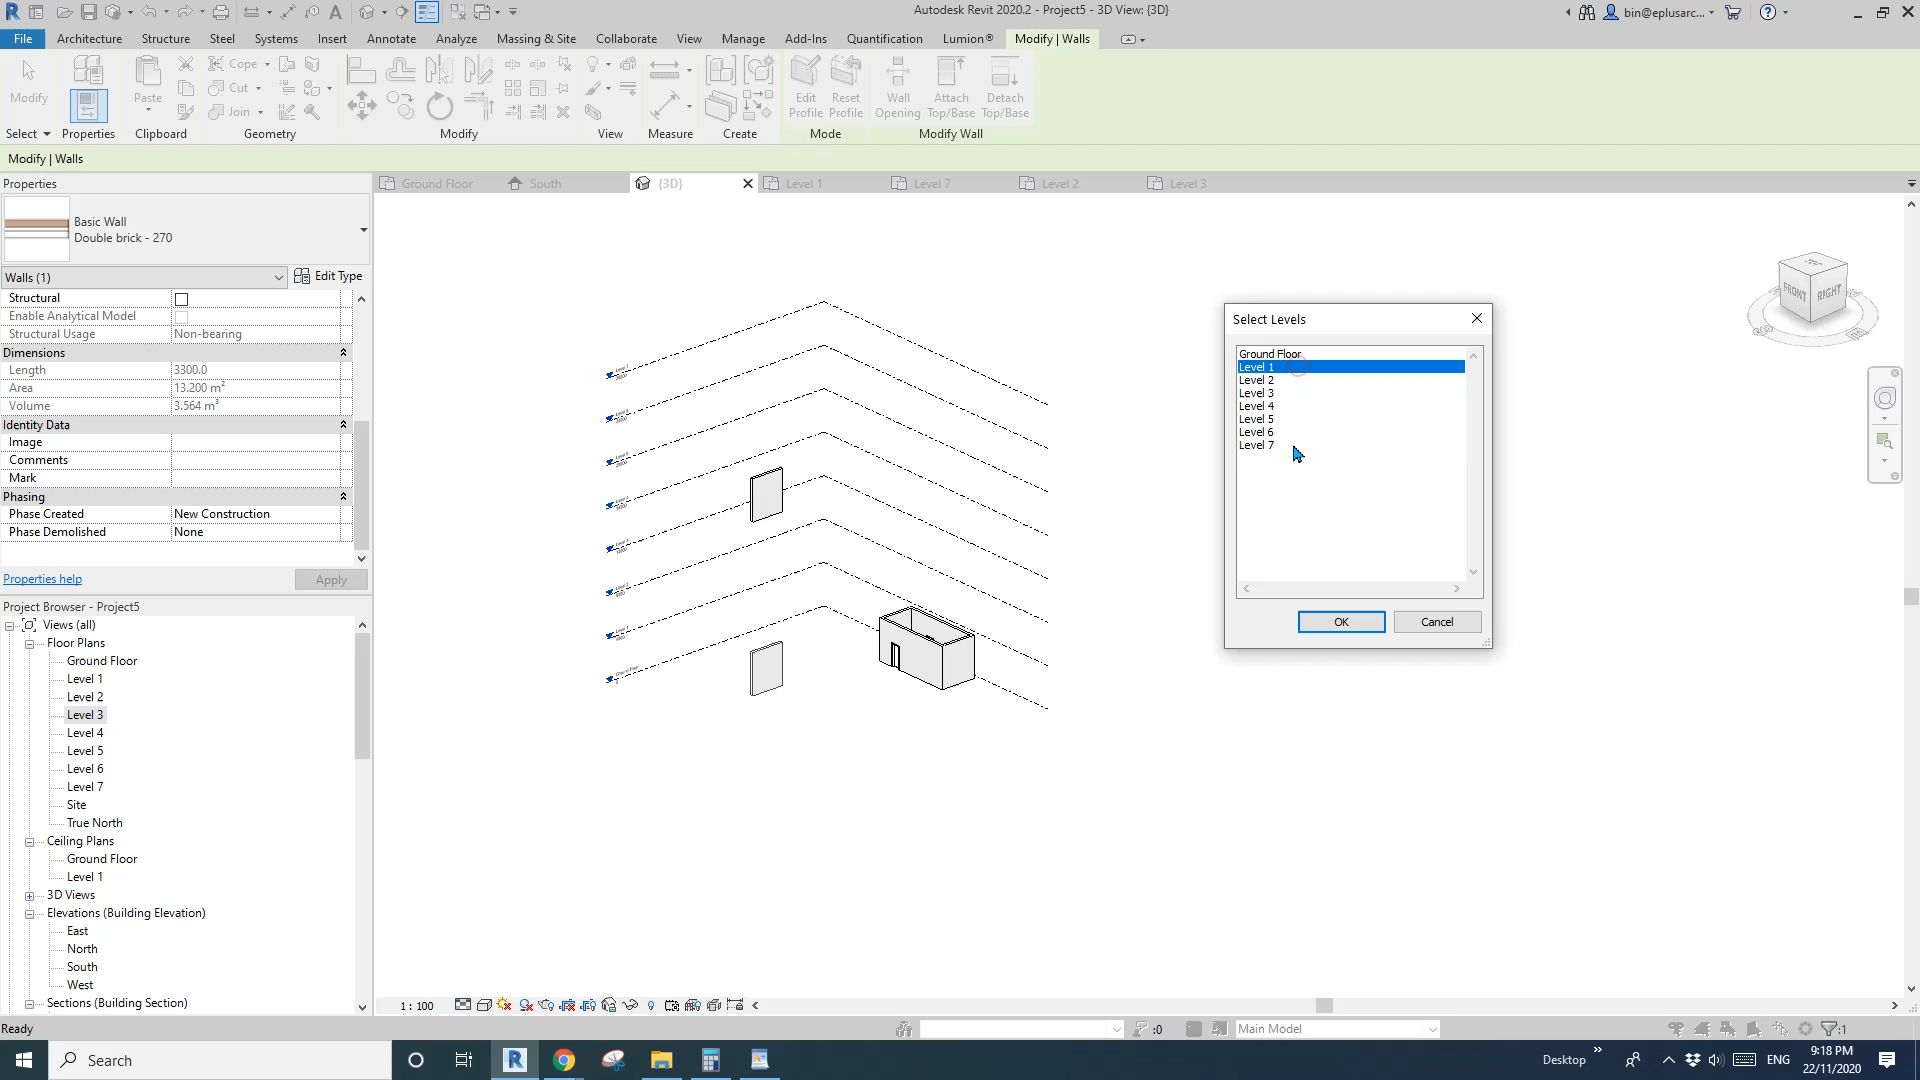 Autodesk Revit 2020.2 - Project5 - 3D View: {3D}
bin@eplusarc...
File Architecture Structure Steel Systems Insert Annotate Analyze Massing & Site Collaborate View Manage Add-Ins Quantification Lumion® Modify | Walls
Modify
Paste
Cope
Cut
Join
Edit Profile
Reset Profile
Wall Opening
Attach Top/Base
Detach Top/Base
Select Properties Clipboard Geometry Modify View Measure Create Mode Modify Wall
Modify | Walls
Properties
Ground Floor South {3D} Level 1 Level 7 Level 2 Level 3
Basic Wall
Double brick - 270
Walls (1) Edit Type
Structural
Enable Analytical Model
Structural Usage Non-bearing
Dimensions
Length 3300.0
Area 13.200 m²
Volume 3.564 m³
Identity Data
Image
Comments
Mark
Phasing
Phase Created New Construction
Phase Demolished None
Properties help Apply
Project Browser - Project5
Views (all)
Floor Plans
Ground Floor
Level 1
Level 2
Level 3
Level 4
Level 5
Level 6
Level 7
Site
True North
Ceiling Plans
Ground Floor
Level 1
3D Views
Elevations (Building Elevation)
East
North
South
West
Sections (Building Section)
FRONT RIGHT
Select Levels
Ground Floor
Level 1
Level 2
Level 3
Level 4
Level 5
Level 6
Level 7
OK Cancel
1 : 100
Ready
:0
Main Model
:1
Search
Desktop
ENG
9:18 PM
22/11/2020